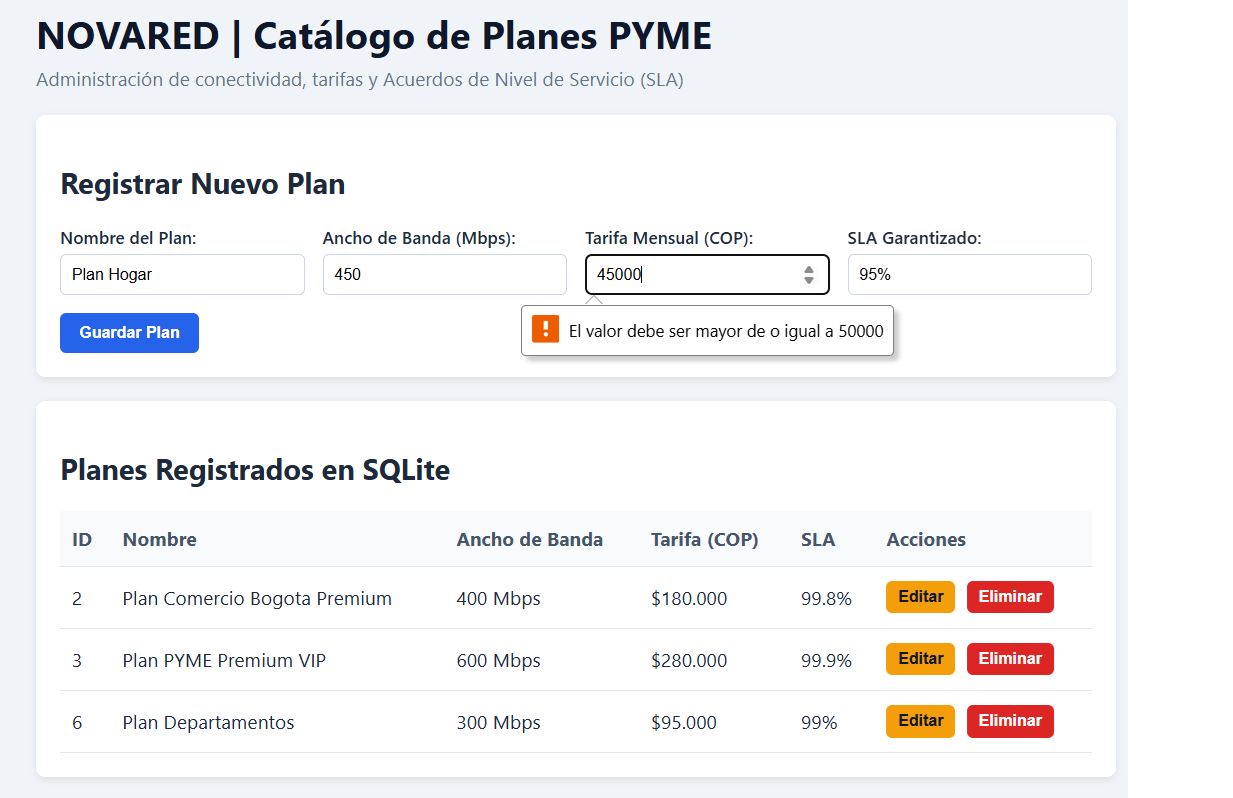 NOVARED | Catálogo de Planes PYME
Administración de conectividad, tarifas y Acuerdos de Nivel de Servicio (SLA)
Registrar Nuevo Plan
Nombre del Plan: Ancho de Banda (Mbps): Tarifa Mensual (COP): SLA Garantizado:
Plan Hogar 450 45000 95%
Guardar Plan
! El valor debe ser mayor de o igual a 50000
Planes Registrados en SQLite
ID Nombre Ancho de Banda Tarifa (COP) SLA Acciones
2 Plan Comercio Bogota Premium 400 Mbps $180.000 99.8% Editar Eliminar
3 Plan PYME Premium VIP 600 Mbps $280.000 99.9% Editar Eliminar
6 Plan Departamentos 300 Mbps $95.000 99% Editar Eliminar